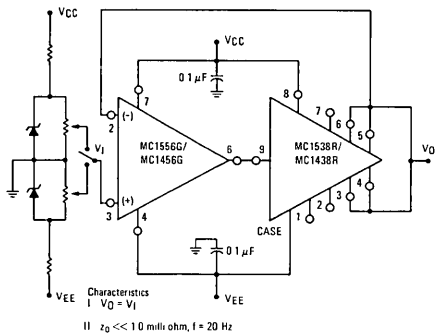 VCC
VCC
0 1 µF
7
8
(-)
2
7
6
5
MC1556G/
MC1456G
6
9
MC1538R/
MC1438R
VI
VO
4
3
2
1
(+)
3
4
CASE
0 1 µF
VEE
VEE
Characteristics
I VO = VI
II zo << 10 milli ohm, f = 20 Hz